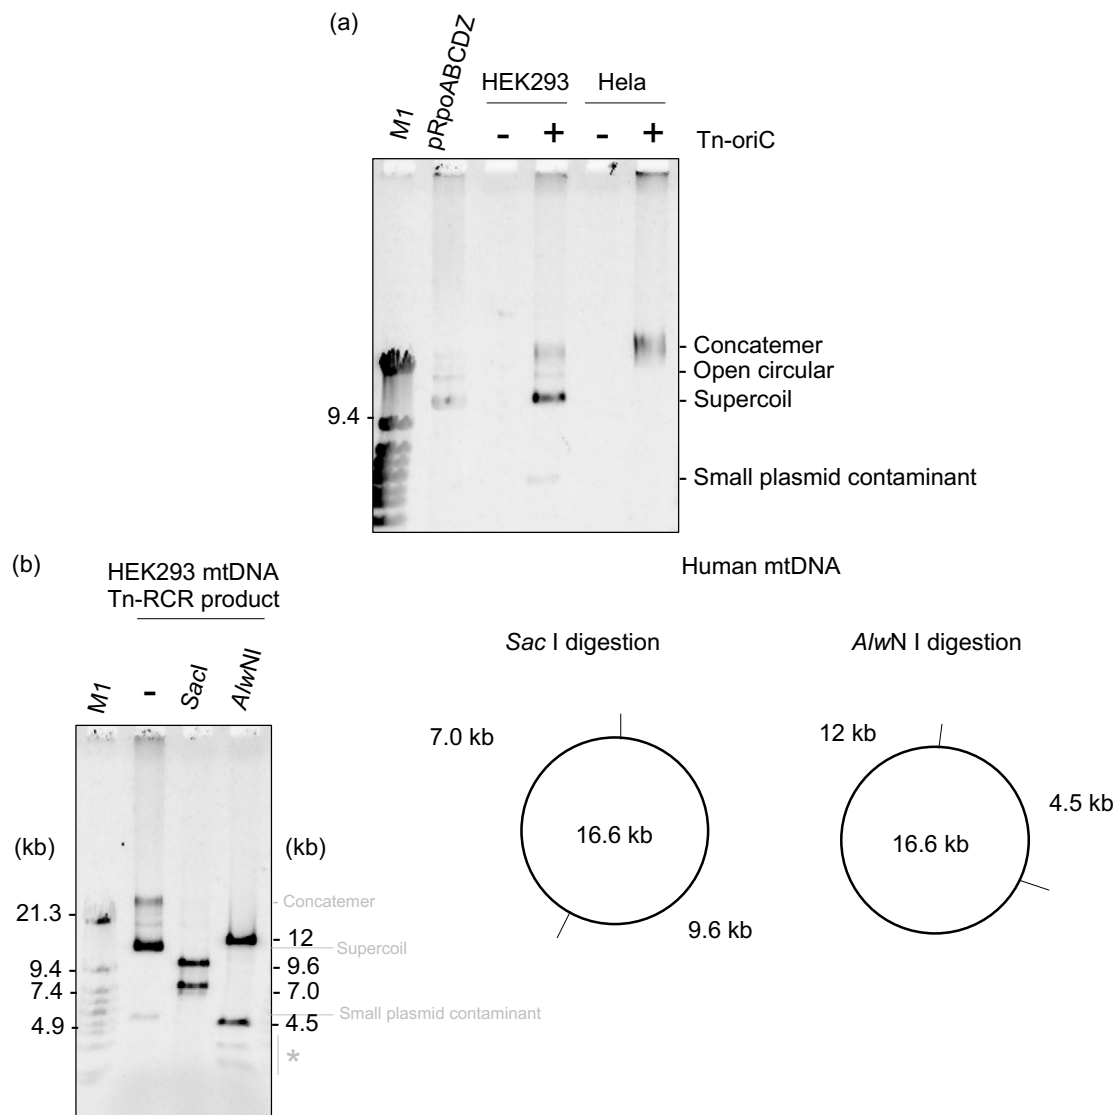 (a)
M1
pRpoABCDZ
HEK293
Hela
-
+
-
+
Tn-oriC
9.4 -
- Concatemer
- Open circular
- Supercoil
- Small plasmid contaminant
(b)
HEK293 mtDNA
Tn-RCR product
M1
-
SacI
AlwNI
(kb)
(kb)
21.3 -
9.4 -
7.4 -
4.9 -
- Concatemer
- 12
Supercoil
- 9.6
- 7.0
Small plasmid contaminant
- 4.5
*
Human mtDNA
Sac I digestion
7.0 kb
16.6 kb
9.6 kb
AlwN I digestion
12 kb
4.5 kb
16.6 kb